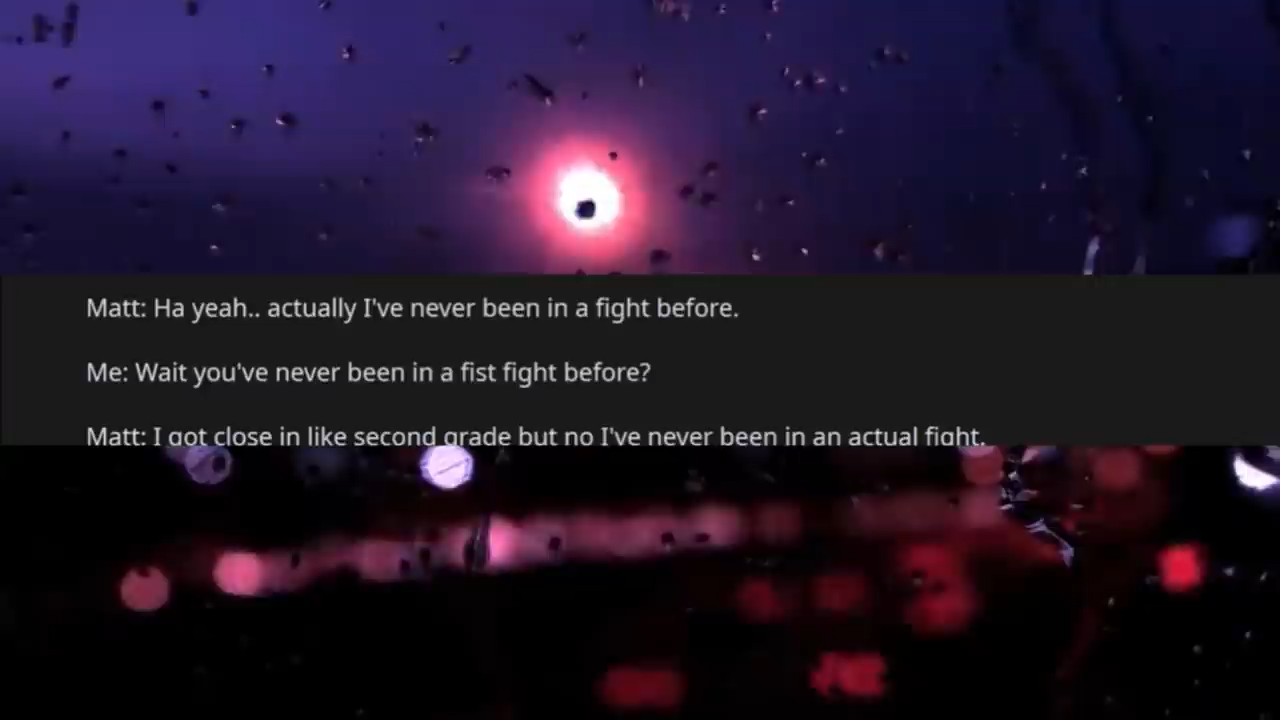 Matt: Ha yeah.. actually I've never been in a fight before.
Me: Wait you've never been in a fist fight before?
Matt: I got close in like second grade but no I've never been in an actual fight.